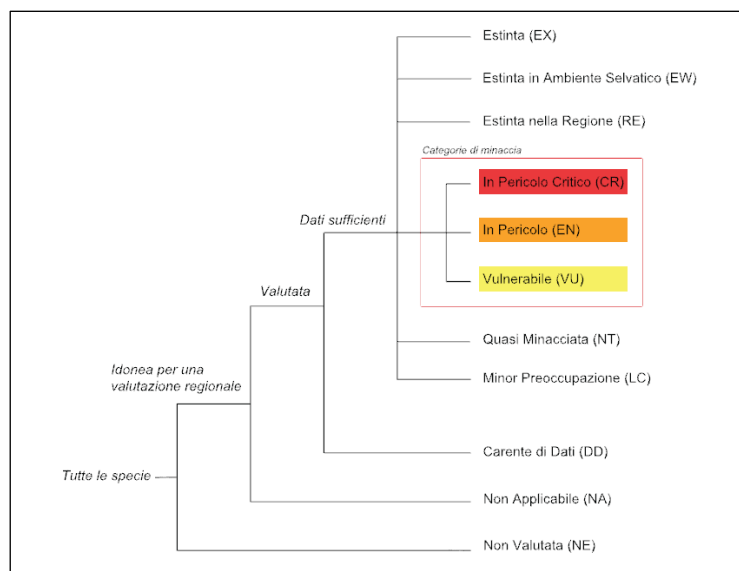 Estinta (EX)
Estinta in Ambiente Selvatico (EW)
Estinta nella Regione (RE)
Categorie di minaccia
In Pericolo Critico (CR)
Dati sufficienti
In Pericolo (EN)
Vulnerabile (VU)
Valutata
Quasi Minacciata (NT)
Idonea per una
valutazione regionale
Minor Preoccupazione (LC)
Carente di Dati (DD)
Tutte le specie
Non Applicabile (NA)
Non Valutata (NE)